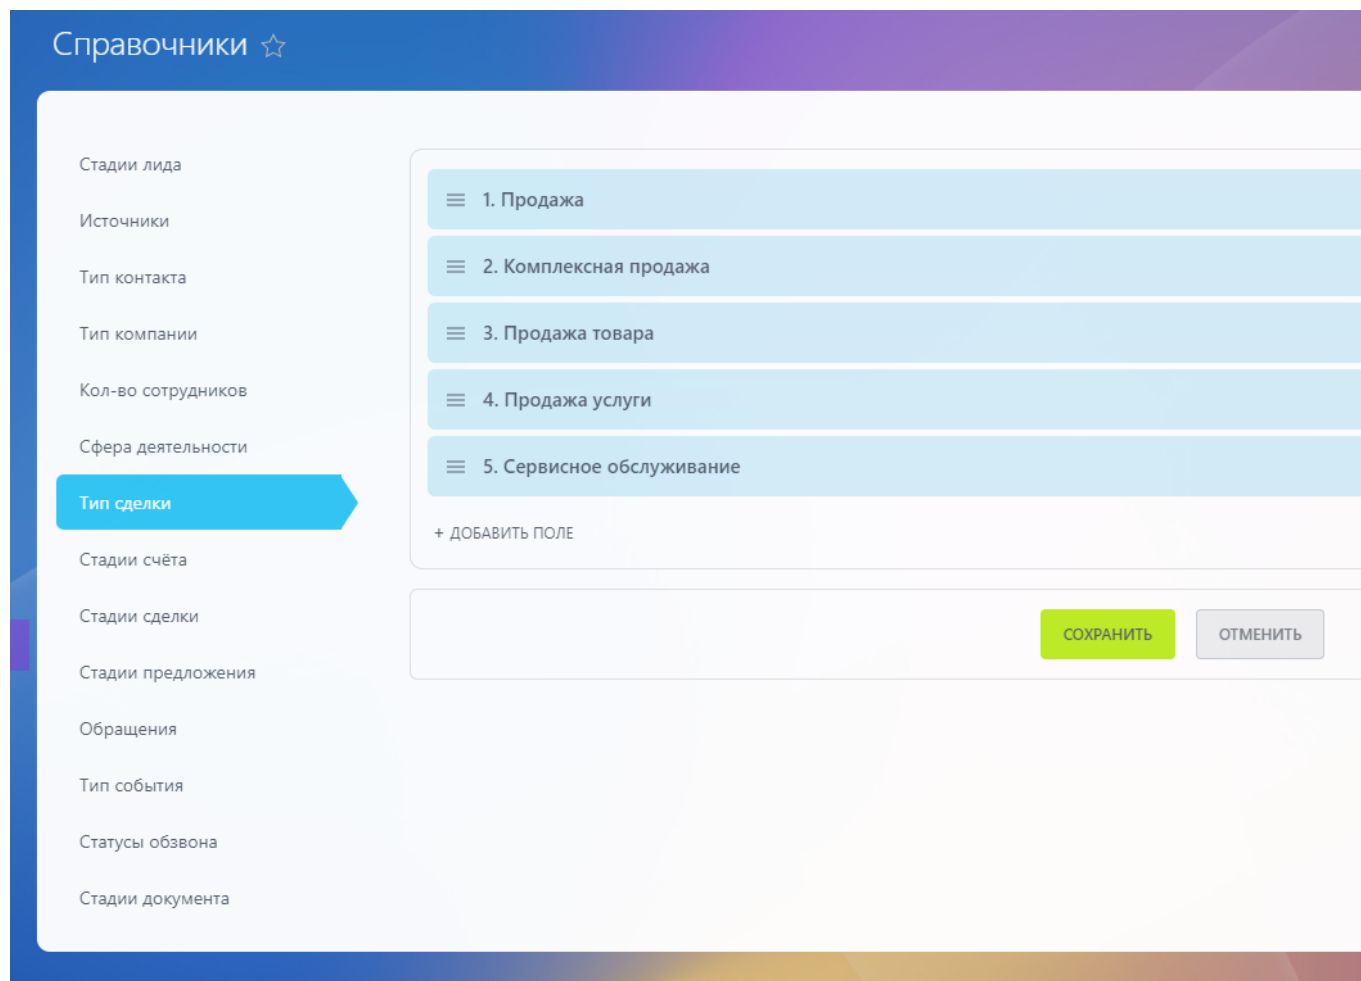 Справочники
Стадии лида
Источники
Тип контакта
Тип компании
Кол-во сотрудников
Сфера деятельности
Тип сделки
Стадии счёта
Стадии сделки
Стадии предложения
Обращения
Тип события
Статусы обзвона
Стадии документа
1. Продажа
2. Комплексная продажа
3. Продажа товара
4. Продажа услуги
5. Сервисное обслуживание
+ ДОБАВИТЬ ПОЛЕ
СОХРАНИТЬ
ОТМЕНИТЬ